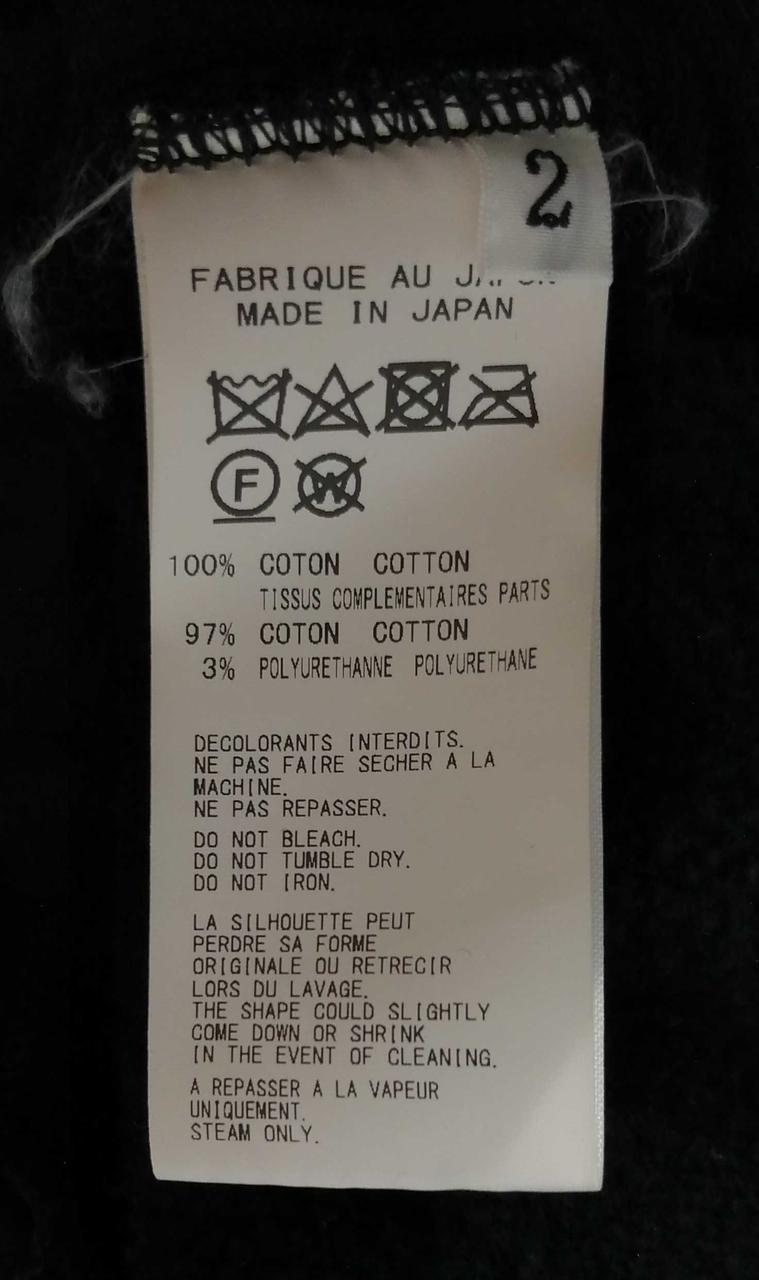 2
FABRIQUE AU
MADE IN JAPAN
F
W
100% COTON COTTON
TISSUS COMPLEMENTAIRES PARTS
97% COTON COTTON
3% POLYURETHANNE POLYURETHANE
DECOLORANTS INTERDITS.
NE PAS FAIRE SECHER A LA
MACHINE.
NE PAS REPASSER.
DO NOT BLEACH.
DO NOT TUMBLE DRY.
DO NOT IRON.
LA SILHOUETTE PEUT
PERDRE SA FORME
ORIGINALE OU RETRECIR
LORS DU LAVAGE.
THE SHAPE COULD SLIGHTLY
COME DOWN OR SHRINK
IN THE EVENT OF CLEANING.
A REPASSER A LA VAPEUR
UNIQUEMENT.
STEAM ONLY.